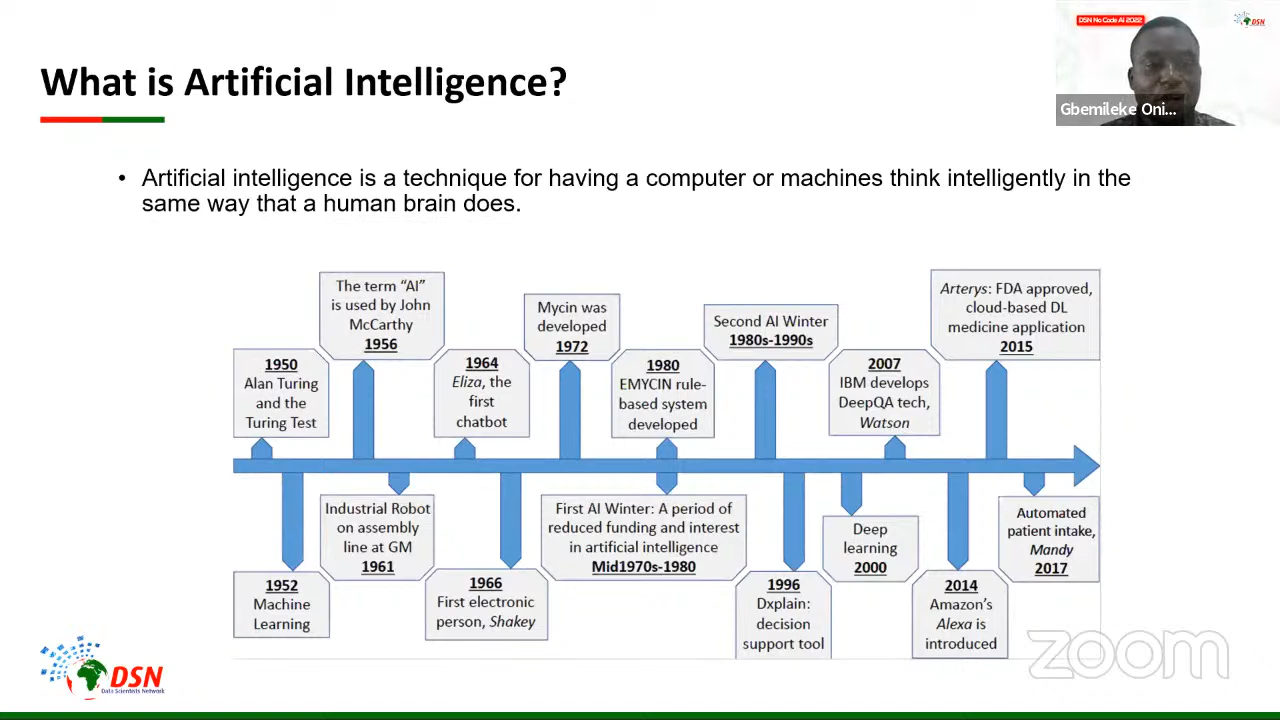 DSN No Code AI 2022
DSN
What is Artificial Intelligence?
Gbemileke Oni...
• Artificial intelligence is a technique for having a computer or machines think intelligently in the
same way that a human brain does.
The term “AI”
is used by John
McCarthy
1956
Mycin was
developed
1972
Second AI Winter
1980s-1990s
Arterys: FDA approved,
cloud-based DL
medicine application
2015
1950
Alan Turing
and the
Turing Test
1964
Eliza, the
first
chatbot
1980
EMYCIN rule-
based system
developed
2007
IBM develops
DeepQA tech,
Watson
1952
Machine
Learning
Industrial Robot
on assembly
line at GM
1961
1966
First electronic
person, Shakey
First AI Winter: A period of
reduced funding and interest
in artificial intelligence
Mid1970s-1980
1996
Dxplain:
decision
support tool
Deep
learning
2000
2014
Amazon’s
Alexa is
introduced
Automated
patient intake,
Mandy
2017
DSN
Data Scientists Network
zoom